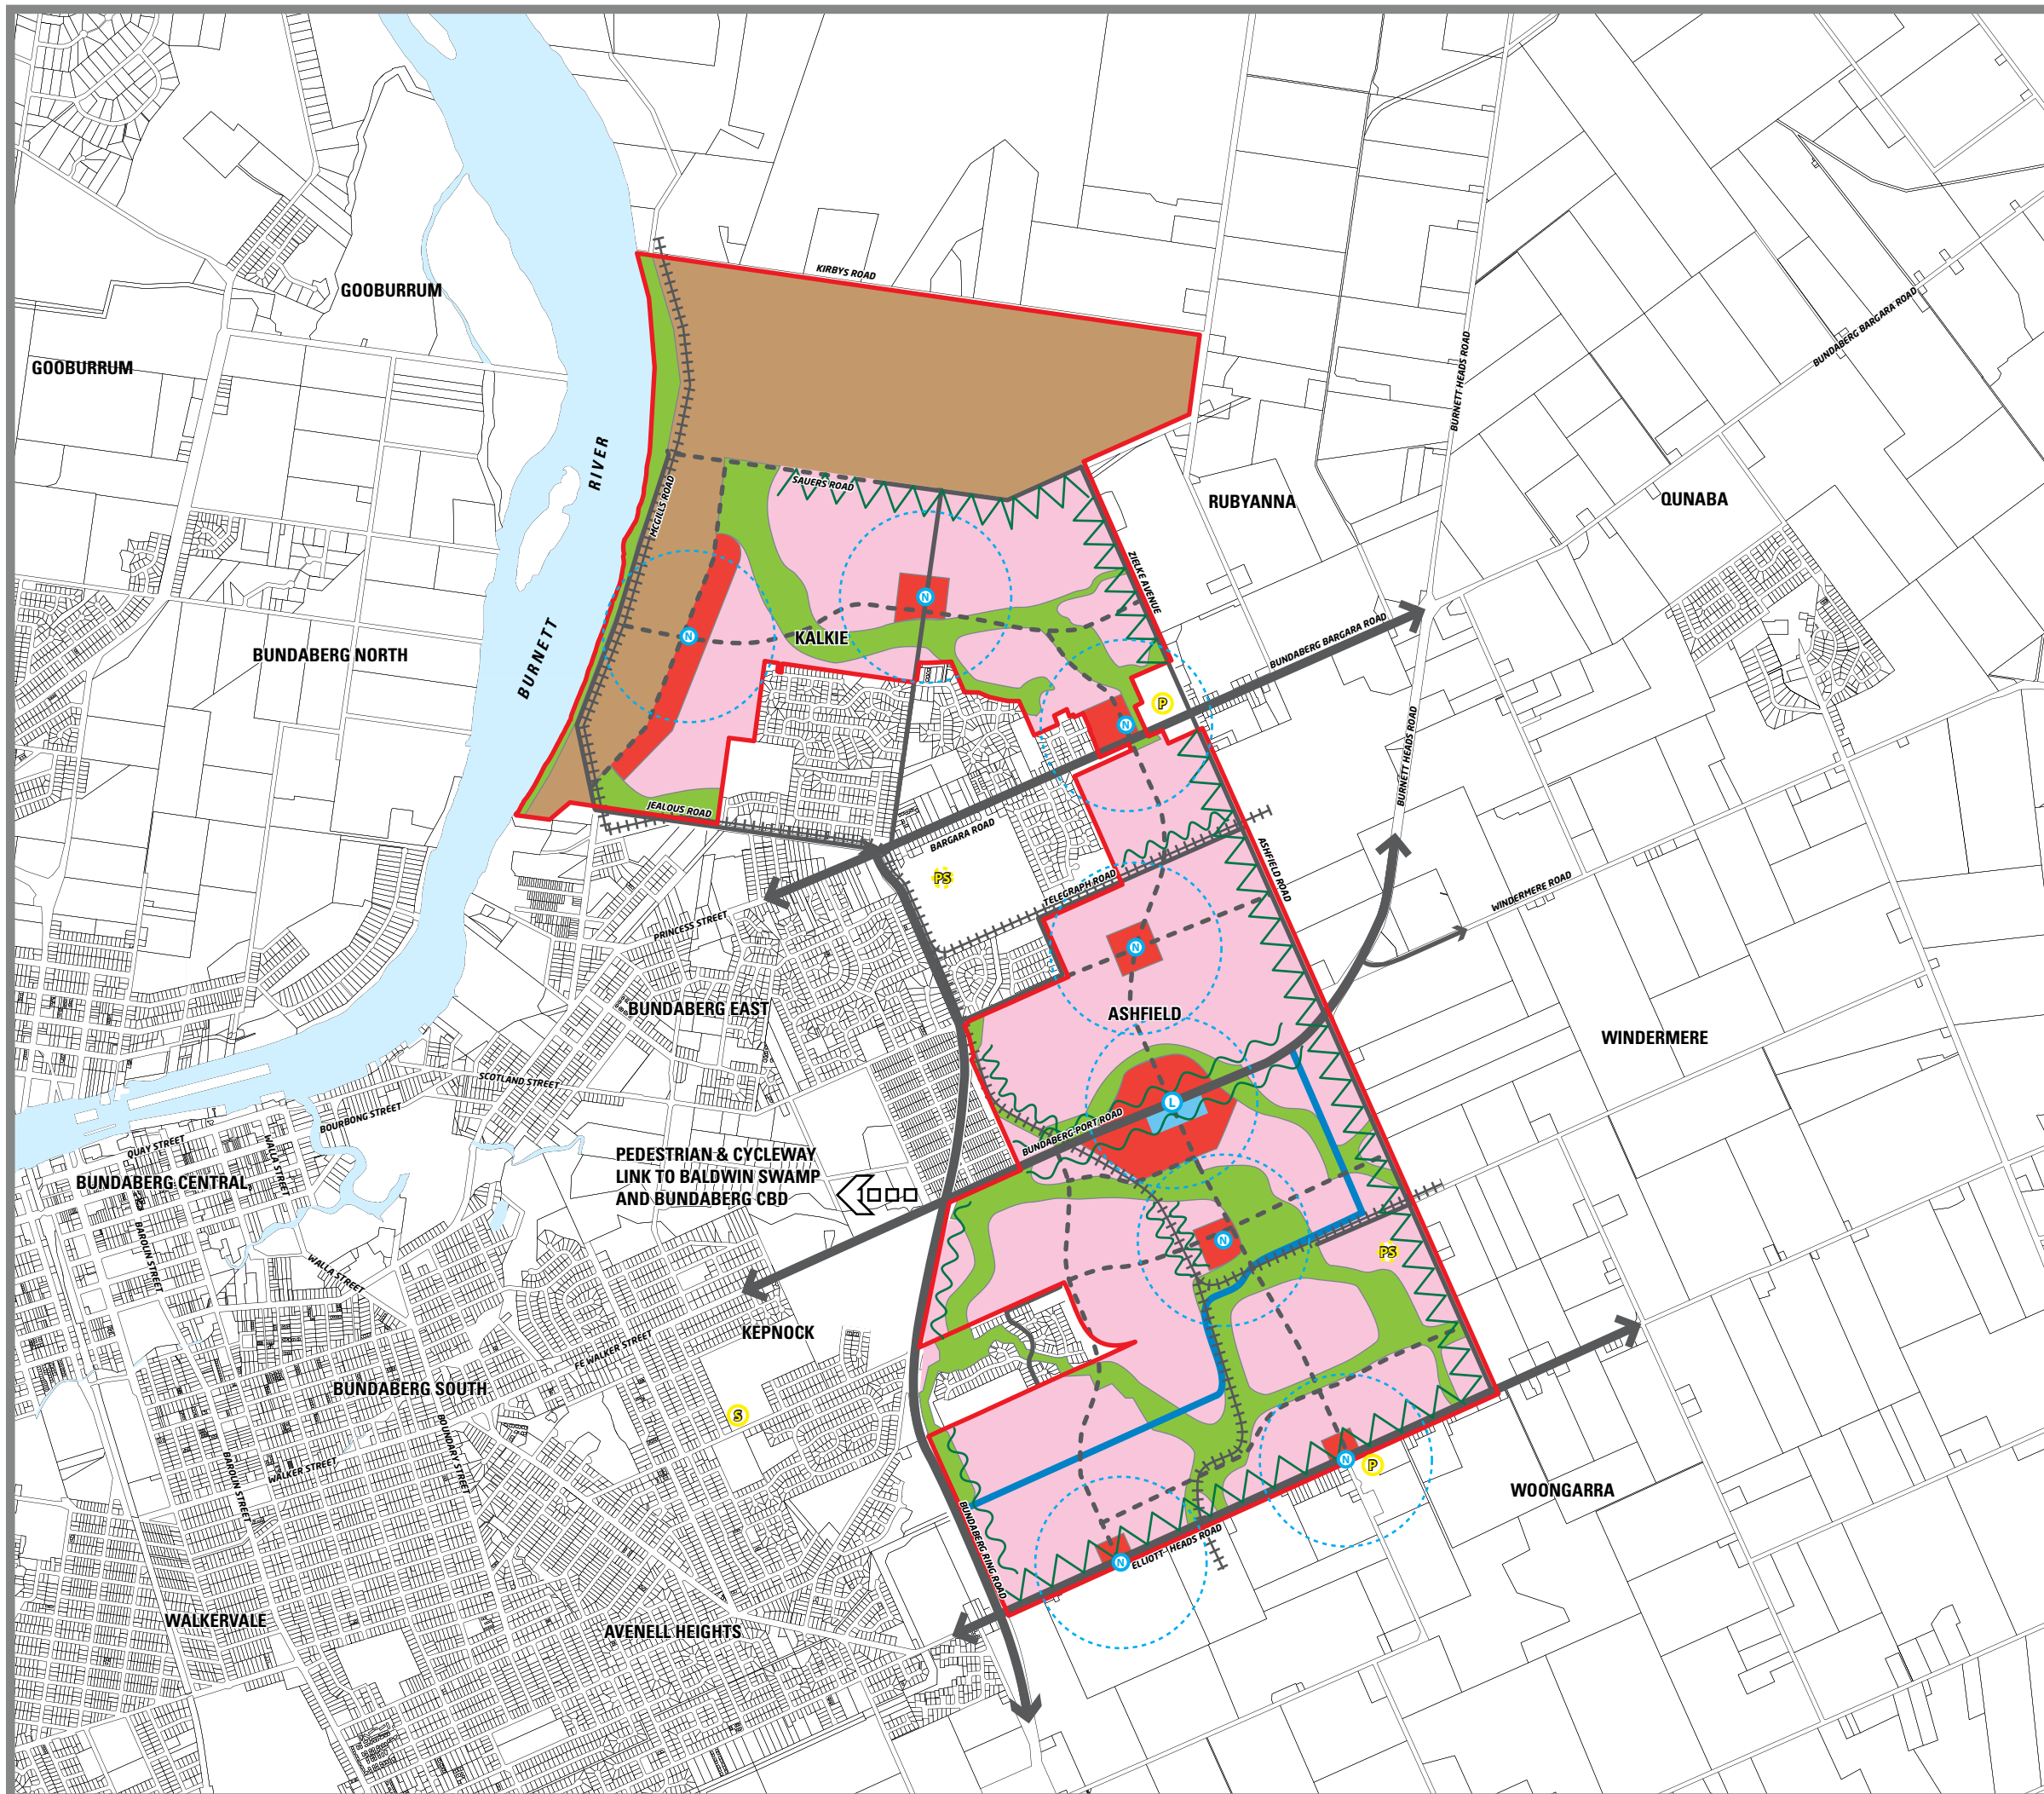 KIRBYS ROAD
GOOBURRUM
GOOBURRUM
BUNDABERG BARGARA ROAD
BURNETT HEADS ROAD
RIVER
SAUERS ROAD
MCGILLS ROAD
RUBYANNA
QUNABA
ZIELKE AVENUE
N
N
KALKIE
BUNDABERG NORTH
BURNETT
BUNDABERG BARGARA ROAD
P
N
BURNETT HEADS ROAD
JEALOUS ROAD
BARGARA ROAD
PS
TELEGRAPH ROAD
ASHFIELD ROAD
WINDERMERE ROAD
PRINCESS STREET
N
BUNDABERG EAST
ASHFIELD
WINDERMERE
SCOTLAND STREET
L
BOURBONG STREET
BUNDABERG PORT ROAD
QUAY STREET
WALLA STREET
PEDESTRIAN & CYCLEWAY
LINK TO BALDWIN SWAMP
AND BUNDABERG CBD
BUNDABERG CENTRAL
BAROLIN STREET
WALLA STREET
N
PS
KEPNOCK
FE WALKER STREET
BUNDABERG SOUTH
S
BOUNDARY STREET
WALKER STREET
BAROLIN STREET
N
P
WOONGARRA
BUNDABERG RING ROAD
ELLIOTT HEADS ROAD
N
WALKERVALE
AVENELL HEIGHTS